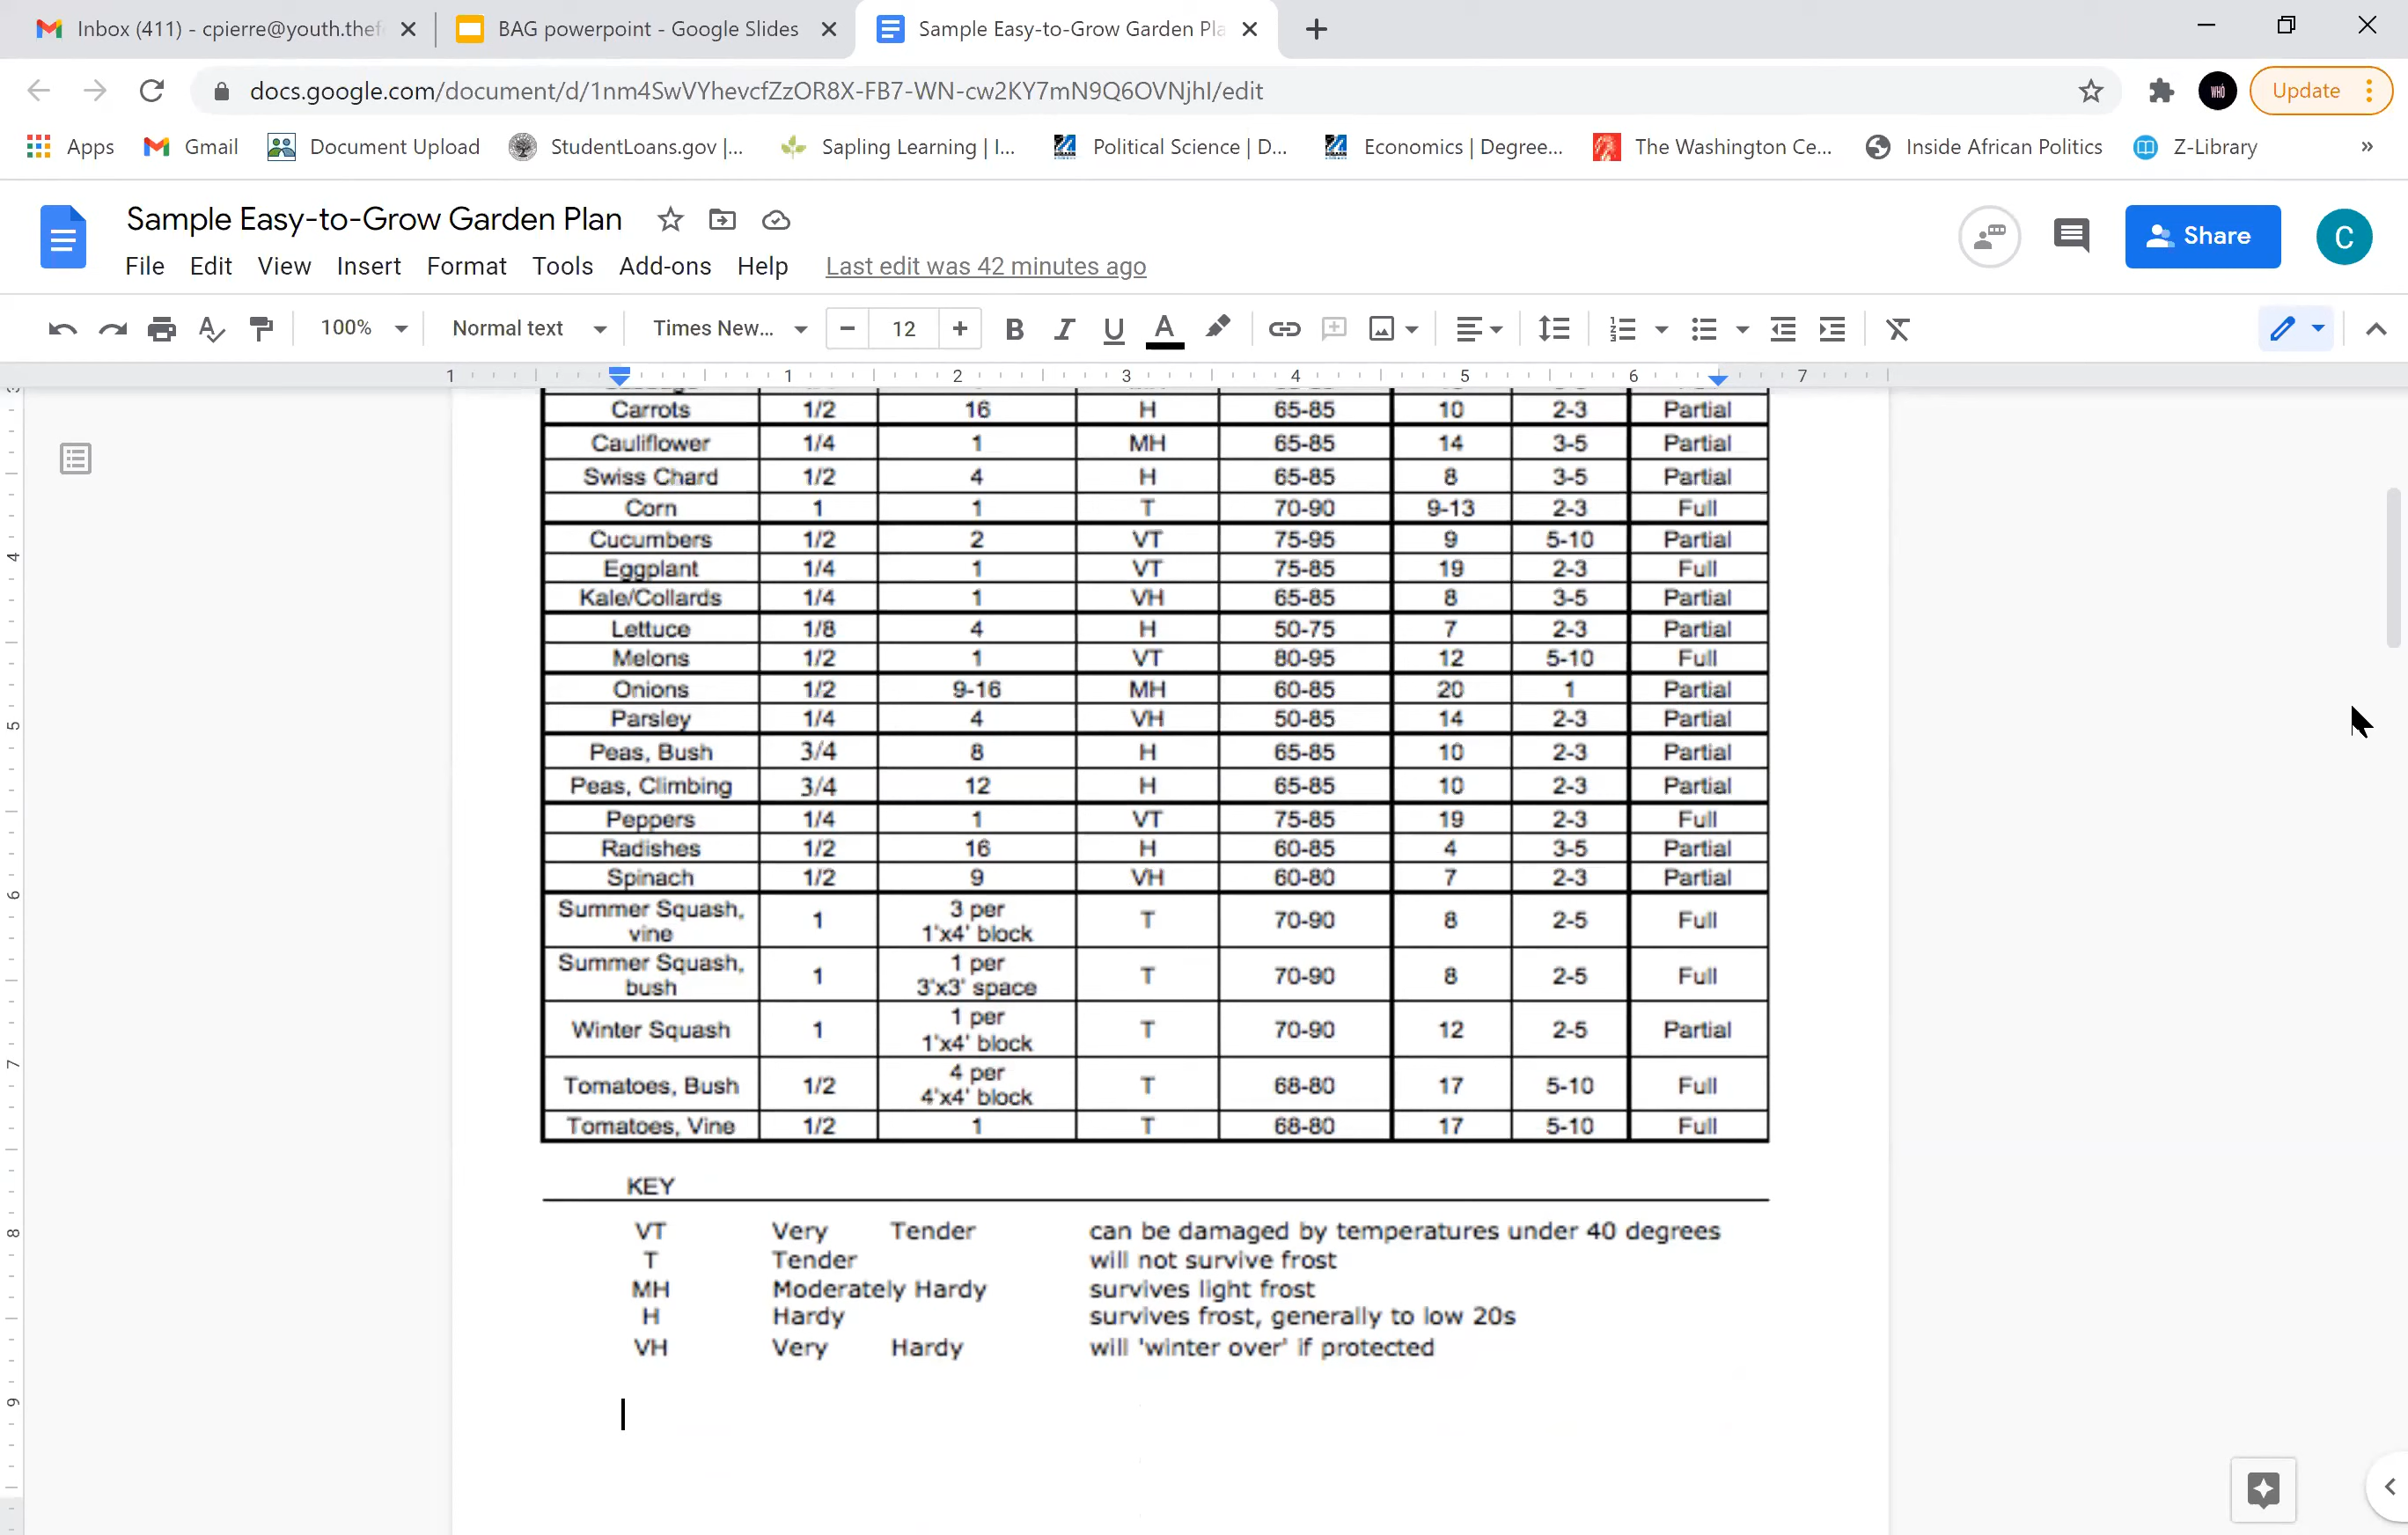 Inbox (411) - cpierre@youth.thef
BAG powerpoint - Google Slides
Sample Easy-to-Grow Garden Pla
docs.google.com/document/d/1nm4SwVYhevcfZzOR8X-FB7-WN-cw2KY7mN9Q6OVNjhI/edit
WHO
Update
Apps
Gmail
Document Upload
StudentLoans.gov |...
Sapling Learning | I...
Political Science | D...
Economics | Degree...
The Washington Ce...
Inside African Politics
Z-Library
»
Sample Easy-to-Grow Garden Plan
Share
C
File Edit View Insert Format Tools Add-ons Help Last edit was 42 minutes ago
100% Normal text Times New... 12 B I U A
1 1 2 3 4 5 6 7
Carrots 1/2 16 H 65-85 10 2-3 Partial
Cauliflower 1/4 1 MH 65-85 14 3-5 Partial
Swiss Chard 1/2 4 H 65-85 8 3-5 Partial
Corn 1 1 T 70-90 9-13 2-3 Full
Cucumbers 1/2 2 VT 75-95 9 5-10 Partial
Eggplant 1/4 1 VT 75-85 19 2-3 Full
Kale/Collards 1/4 1 VH 65-85 8 3-5 Partial
Lettuce 1/8 4 H 50-75 7 2-3 Partial
Melons 1/2 1 VT 80-95 12 5-10 Full
Onions 1/2 9-16 MH 60-85 20 1 Partial
Parsley 1/4 4 VH 50-85 14 2-3 Partial
Peas, Bush 3/4 8 H 65-85 10 2-3 Partial
Peas, Climbing 3/4 12 H 65-85 10 2-3 Partial
Peppers 1/4 1 VT 75-85 19 2-3 Full
Radishes 1/2 16 H 60-85 4 3-5 Partial
Spinach 1/2 9 VH 60-80 7 2-3 Partial
Summer Squash, vine 1 3 per 1'x4' block T 70-90 8 2-5 Full
Summer Squash, bush 1 1 per 3'x3' space T 70-90 8 2-5 Full
Winter Squash 1 1 per 1'x4' block T 70-90 12 2-5 Partial
Tomatoes, Bush 1/2 4 per 4'x4' block T 68-80 17 5-10 Full
Tomatoes, Vine 1/2 1 T 68-80 17 5-10 Full
KEY
VT Very Tender can be damaged by temperatures under 40 degrees
T Tender will not survive frost
MH Moderately Hardy survives light frost
H Hardy survives frost, generally to low 20s
VH Very Hardy will 'winter over' if protected
4
5
6
7
8
9